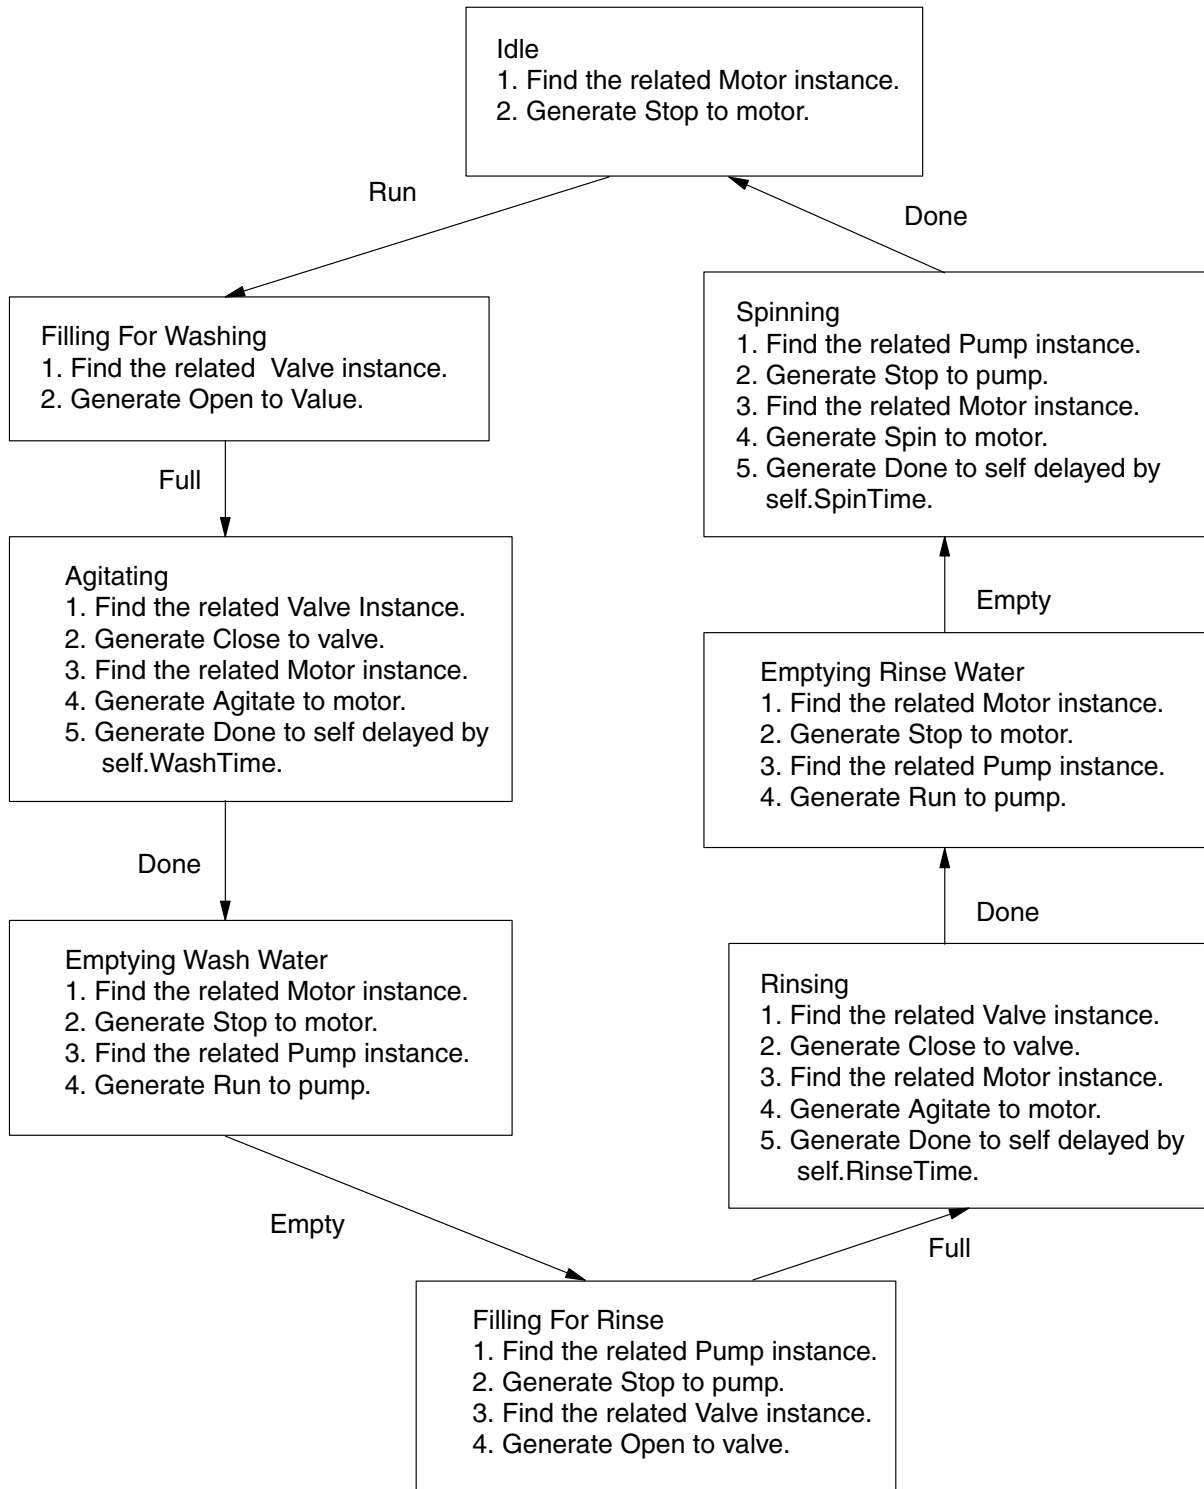 Idle
1. Find the related Motor instance.
2. Generate Stop to motor.
Run
Done
Filling For Washing
1. Find the related  Valve instance.
2. Generate Open to Value.
Full
Agitating
1. Find the related Valve Instance.
2. Generate Close to valve.
3. Find the related Motor instance.
4. Generate Agitate to motor.
5. Generate Done to self delayed by
self.WashTime.
Done
Emptying Wash Water
1. Find the related Motor instance.
2. Generate Stop to motor.
3. Find the related Pump instance.
4. Generate Run to pump.
Empty
Filling For Rinse
1. Find the related Pump instance.
2. Generate Stop to pump.
3. Find the related Valve instance.
4. Generate Open to valve.
Full
Rinsing
1. Find the related Valve instance.
2. Generate Close to valve.
3. Find the related Motor instance.
4. Generate Agitate to motor.
5. Generate Done to self delayed by
self.RinseTime.
Done
Emptying Rinse Water
1. Find the related Motor instance.
2. Generate Stop to motor.
3. Find the related Pump instance.
4. Generate Run to pump.
Empty
Spinning
1. Find the related Pump instance.
2. Generate Stop to pump.
3. Find the related Motor instance.
4. Generate Spin to motor.
5. Generate Done to self delayed by
self.SpinTime.